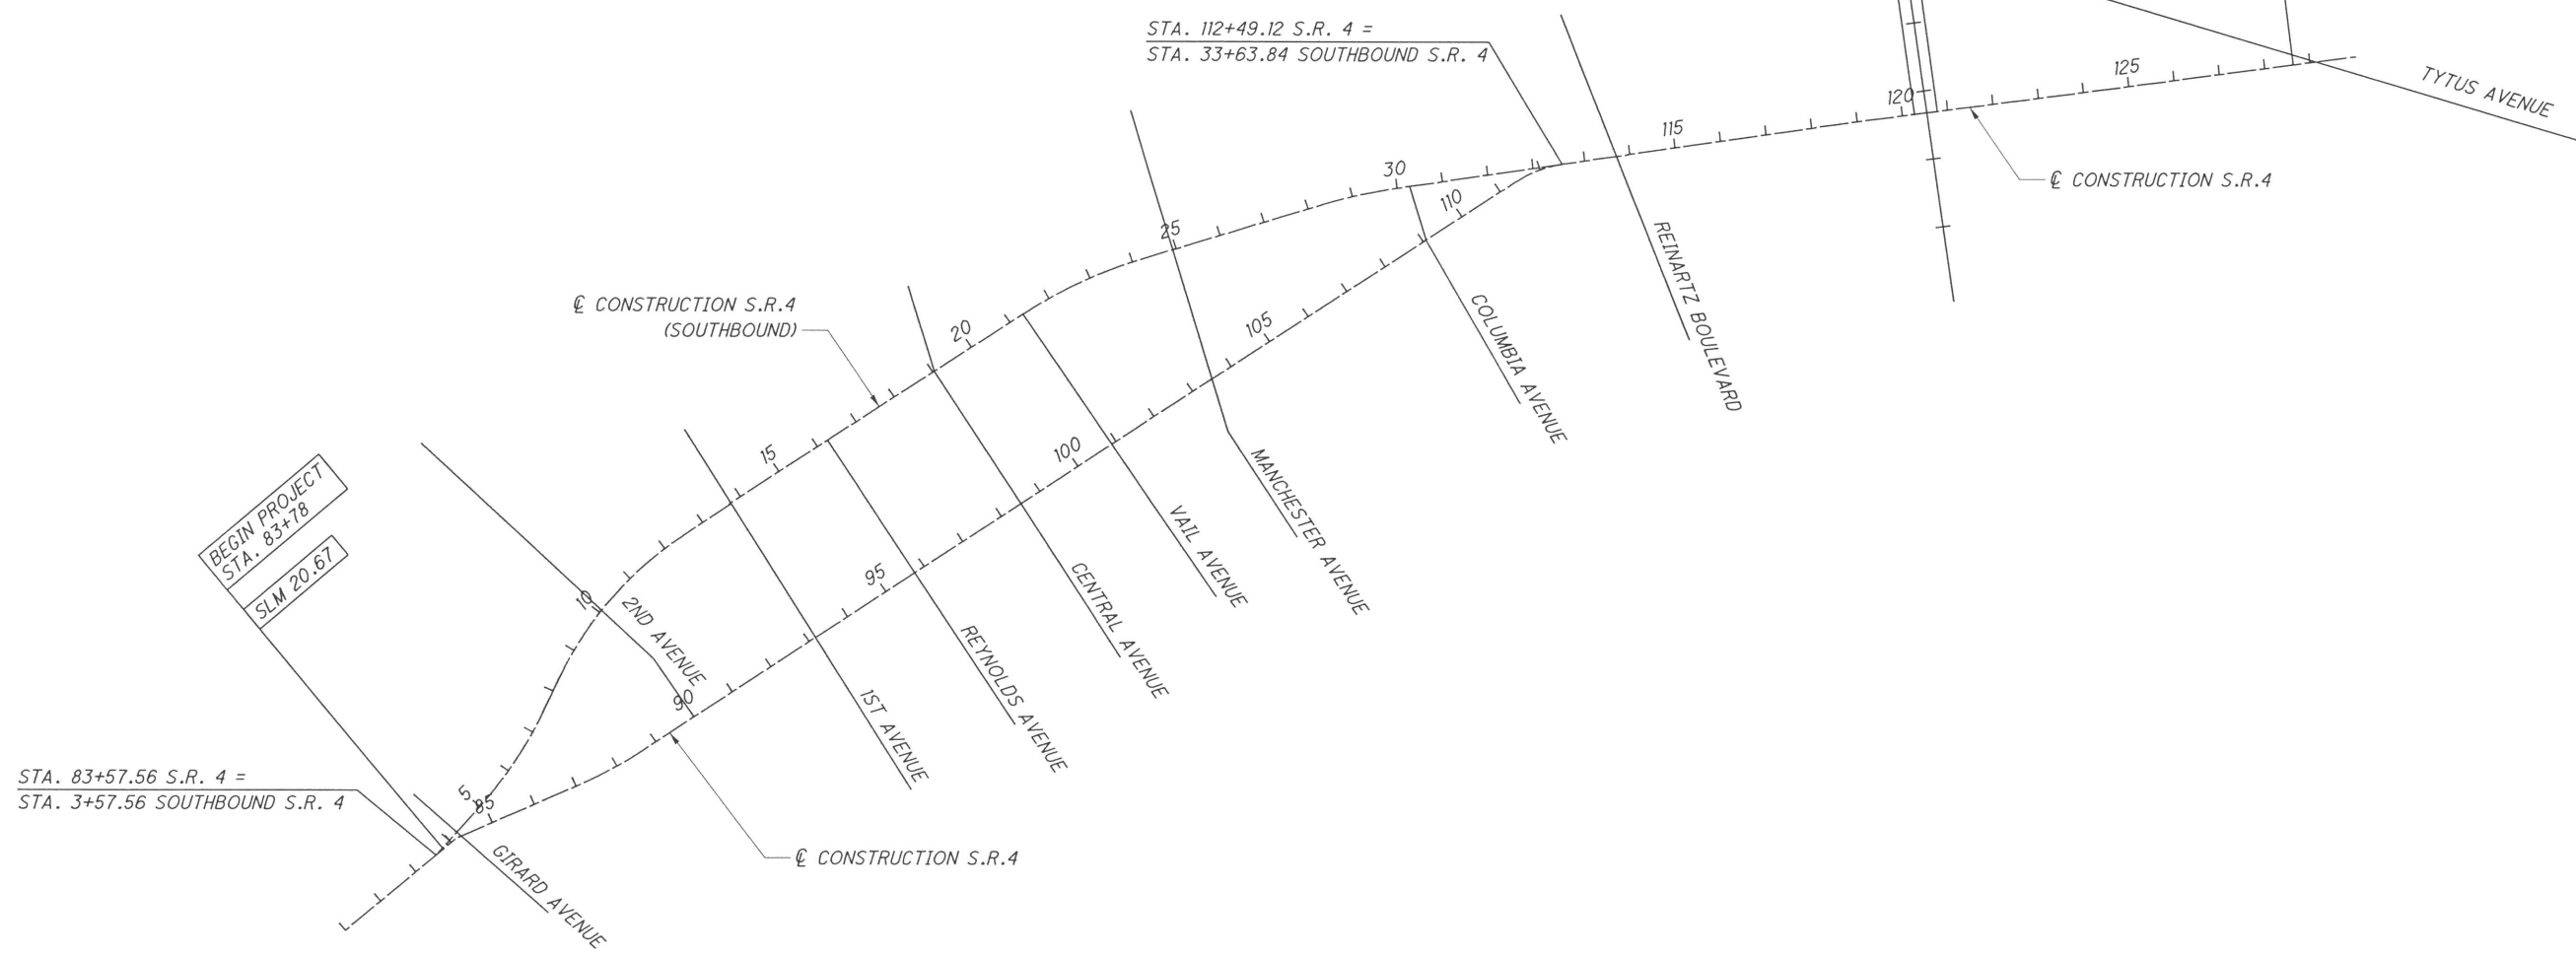 STA. 112+49.12 S.R. 4 =
STA. 33+63.84 SOUTHBOUND S.R. 4
TYTUS AVENUE
125
120
115
℄ CONSTRUCTION S.R.4
30
110
25
REINARTZ BOULEVARD
℄ CONSTRUCTION S.R.4
(SOUTHBOUND)
20
105
COLUMBIA AVENUE
15
100
MANCHESTER AVENUE
BEGIN PROJECT
STA. 83+78
SLM 20.67
VAIL AVENUE
10
2ND AVENUE
95
CENTRAL AVENUE
REYNOLDS AVENUE
90
1ST AVENUE
STA. 83+57.56 S.R. 4 =
STA. 3+57.56 SOUTHBOUND S.R. 4
5
85
GIRARD AVENUE
℄ CONSTRUCTION S.R.4